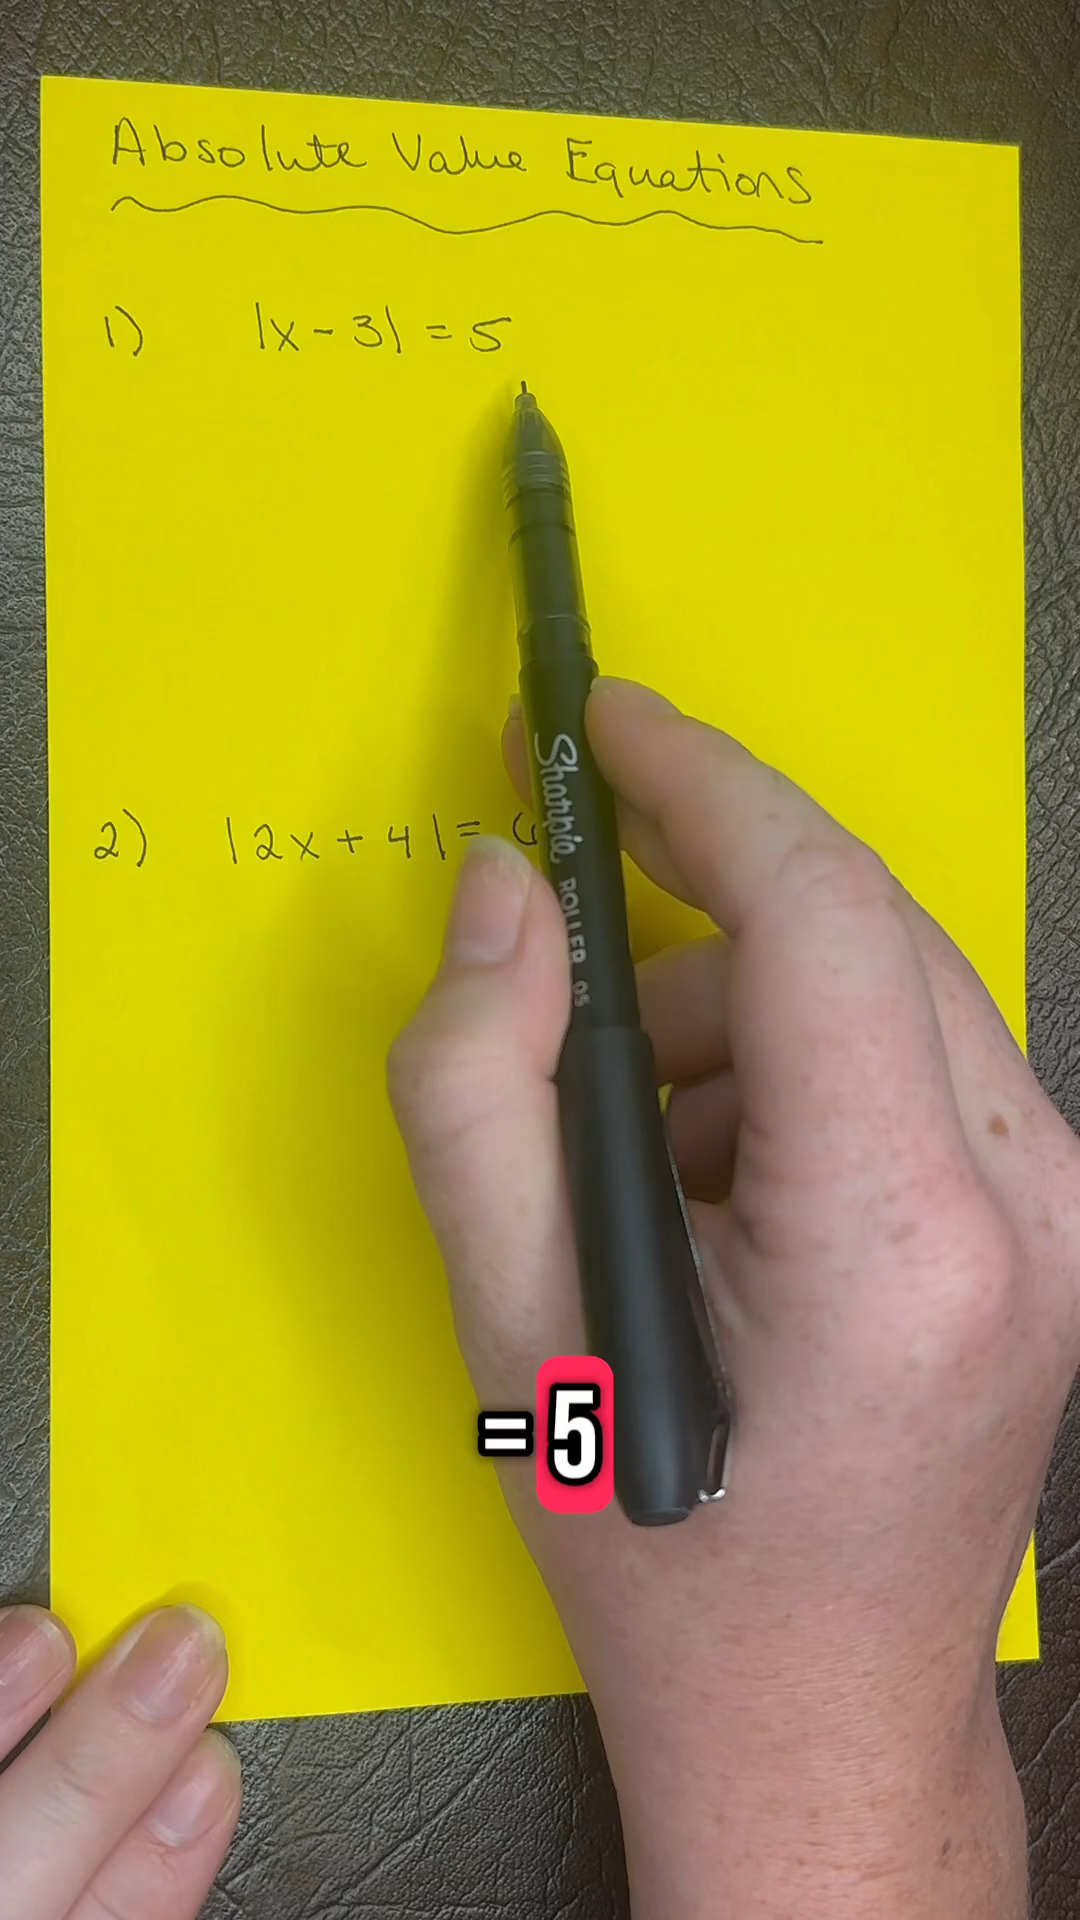 Absolute Value Equations
1) |x - 3| = 5
2) |2x + 4| =
Sharpie ROLLER 05
= 5